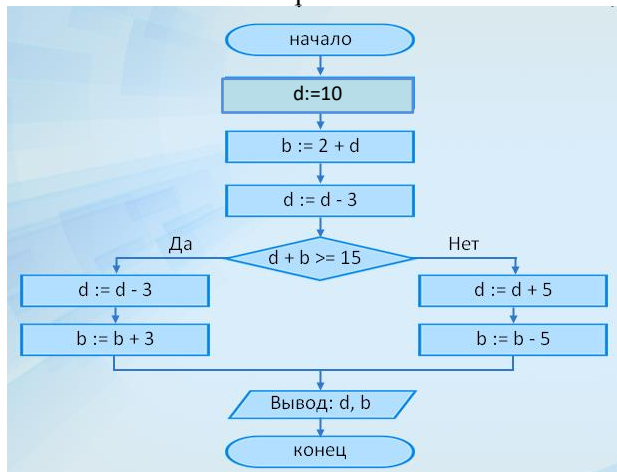 начало
d:=10
b := 2 + d
d := d - 3
d + b >= 15
Да
Нет
d := d - 3
d := d + 5
b := b + 3
b := b - 5
Вывод: d, b
конец